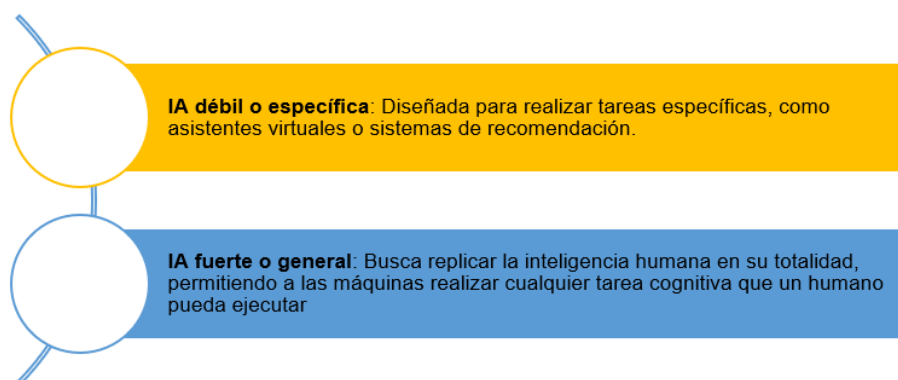 IA débil o específica: Diseñada para realizar tareas específicas, como
asistentes virtuales o sistemas de recomendación.
IA fuerte o general: Busca replicar la inteligencia humana en su totalidad,
permitiendo a las máquinas realizar cualquier tarea cognitiva que un humano
pueda ejecutar